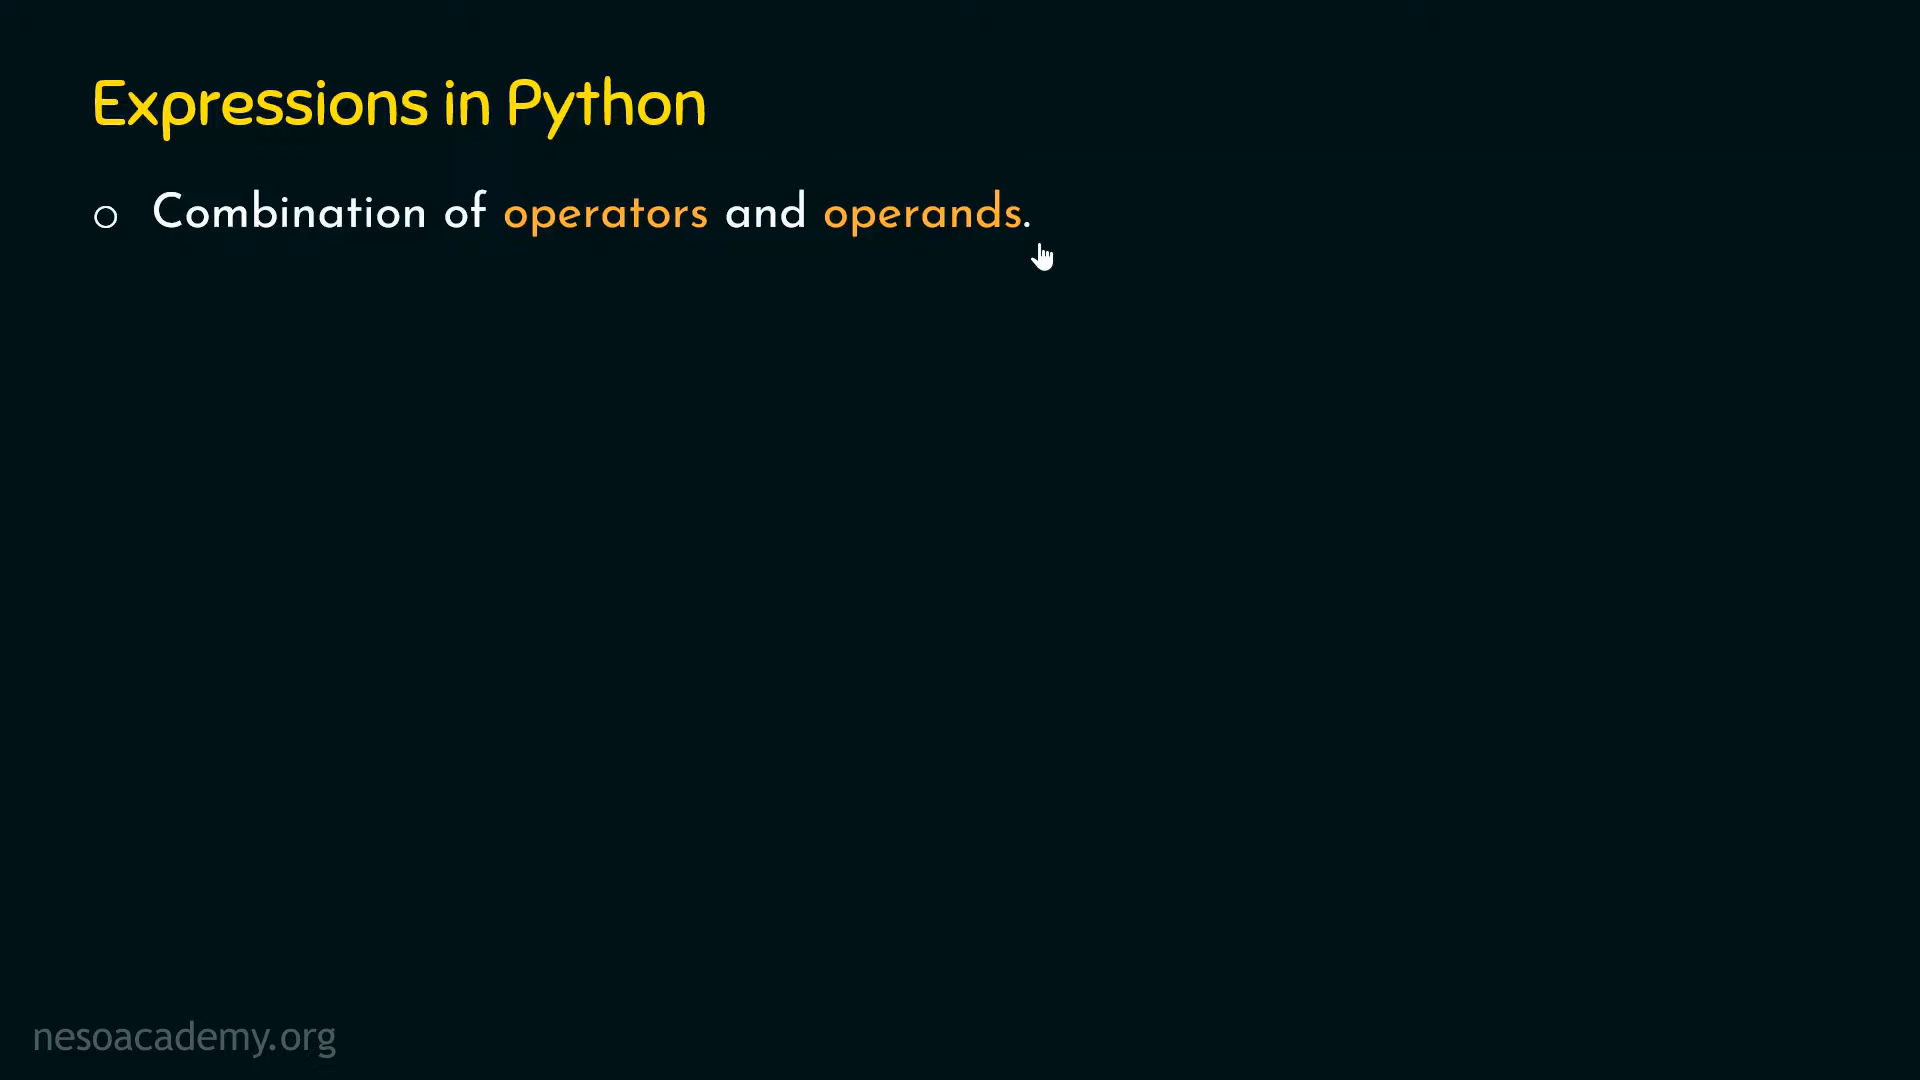 Expressions in Python
○ Combination of operators and operands.
nesoacademy.org